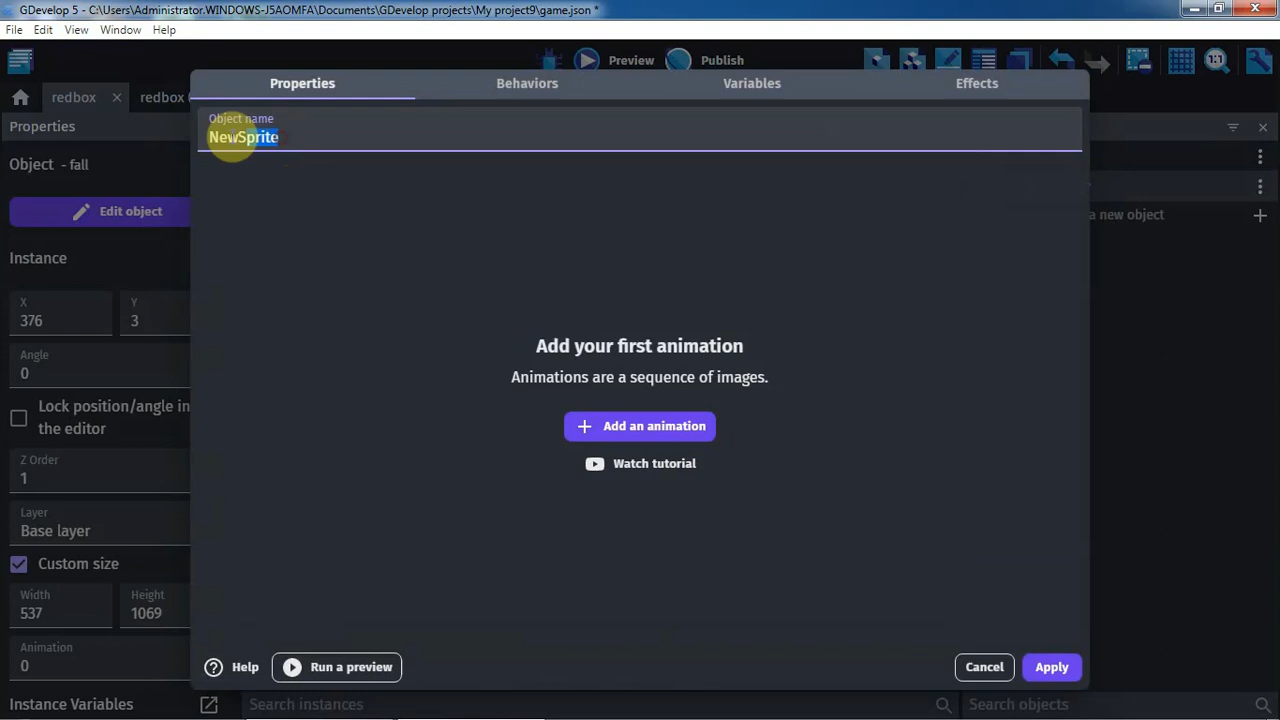 GDevelop 5 - C:\Users\Administrator.WINDOWS-J5AOMFA\Documents\GDevelop projects\My project9\game.json *
File Edit View Window Help
Preview Publish 1:1
redbox redbox
Properties Behaviors Variables Effects
Properties
Object name
NewSprite
Object - fall
Edit object
a new object
Instance
X Y
376 3
Angle
0
Add your first animation
Animations are a sequence of images.
Lock position/angle in
the editor
Add an animation
Watch tutorial
Z Order
1
Layer
Base layer
Custom size
Width Height
537 1069
Animation
0
Help Run a preview Cancel Apply
Instance Variables Search instances Search objects